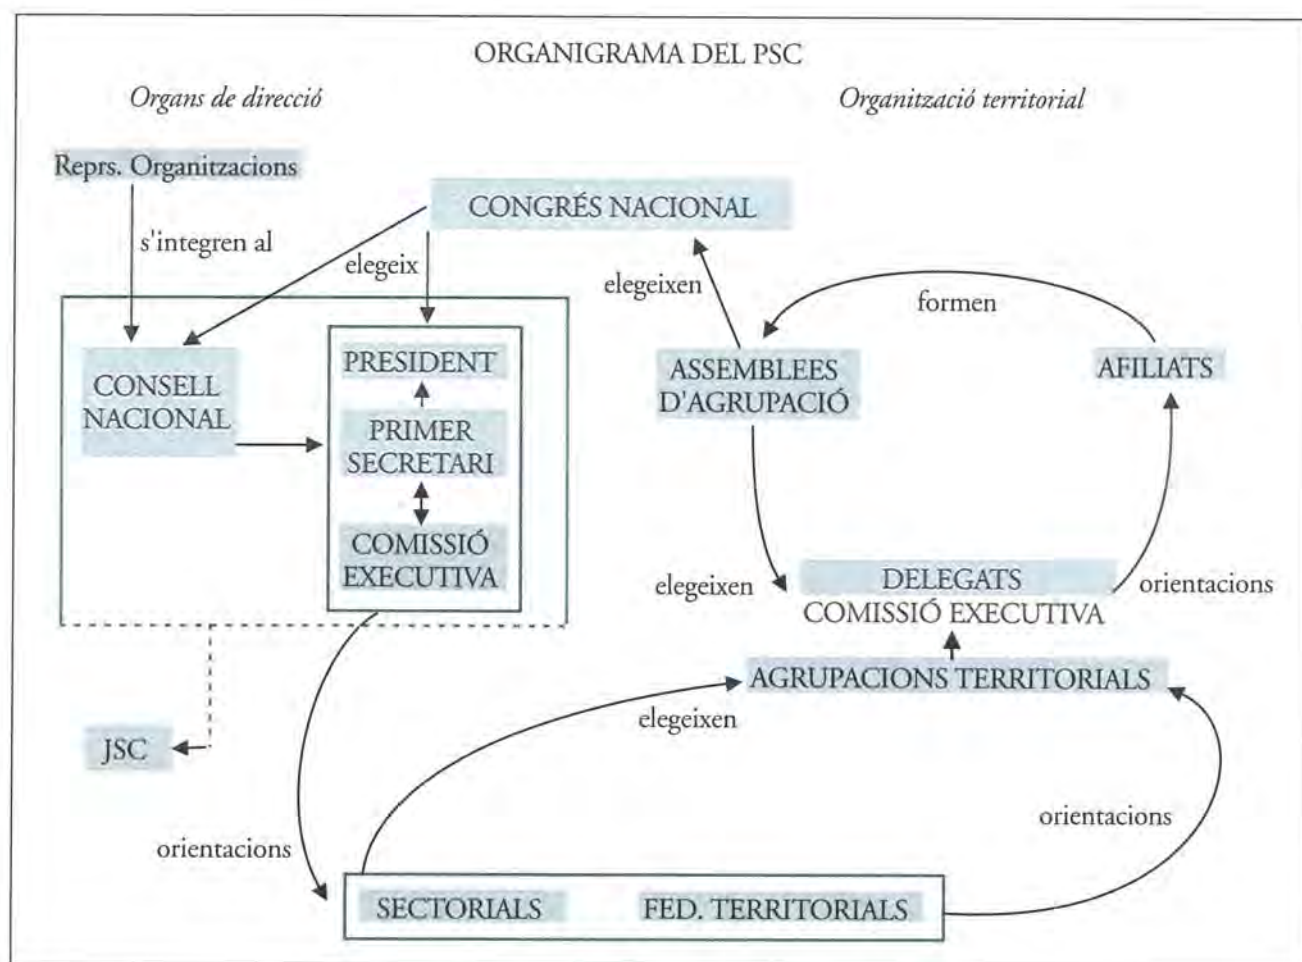 ORGANIGRAMA DEL PSC
Organs de direcció
Organització territorial
Reprs. Organitzacions
CONGRÉS NACIONAL
s'integren al
elegeix
elegeixen
formen
CONSELL
NACIONAL
PRESIDENT
PRIMER
SECRETARI
COMISSIÓ
EXECUTIVA
ASSEMBLEES
D'AGRUPACIÓ
AFILIATS
elegeixen
DELEGATS
COMISSIÓ EXECUTIVA
orientacions
AGRUPACIONS TERRITORIALS
elegeixen
JSC
orientacions
orientacions
SECTORIALS
FED. TERRITORIALS